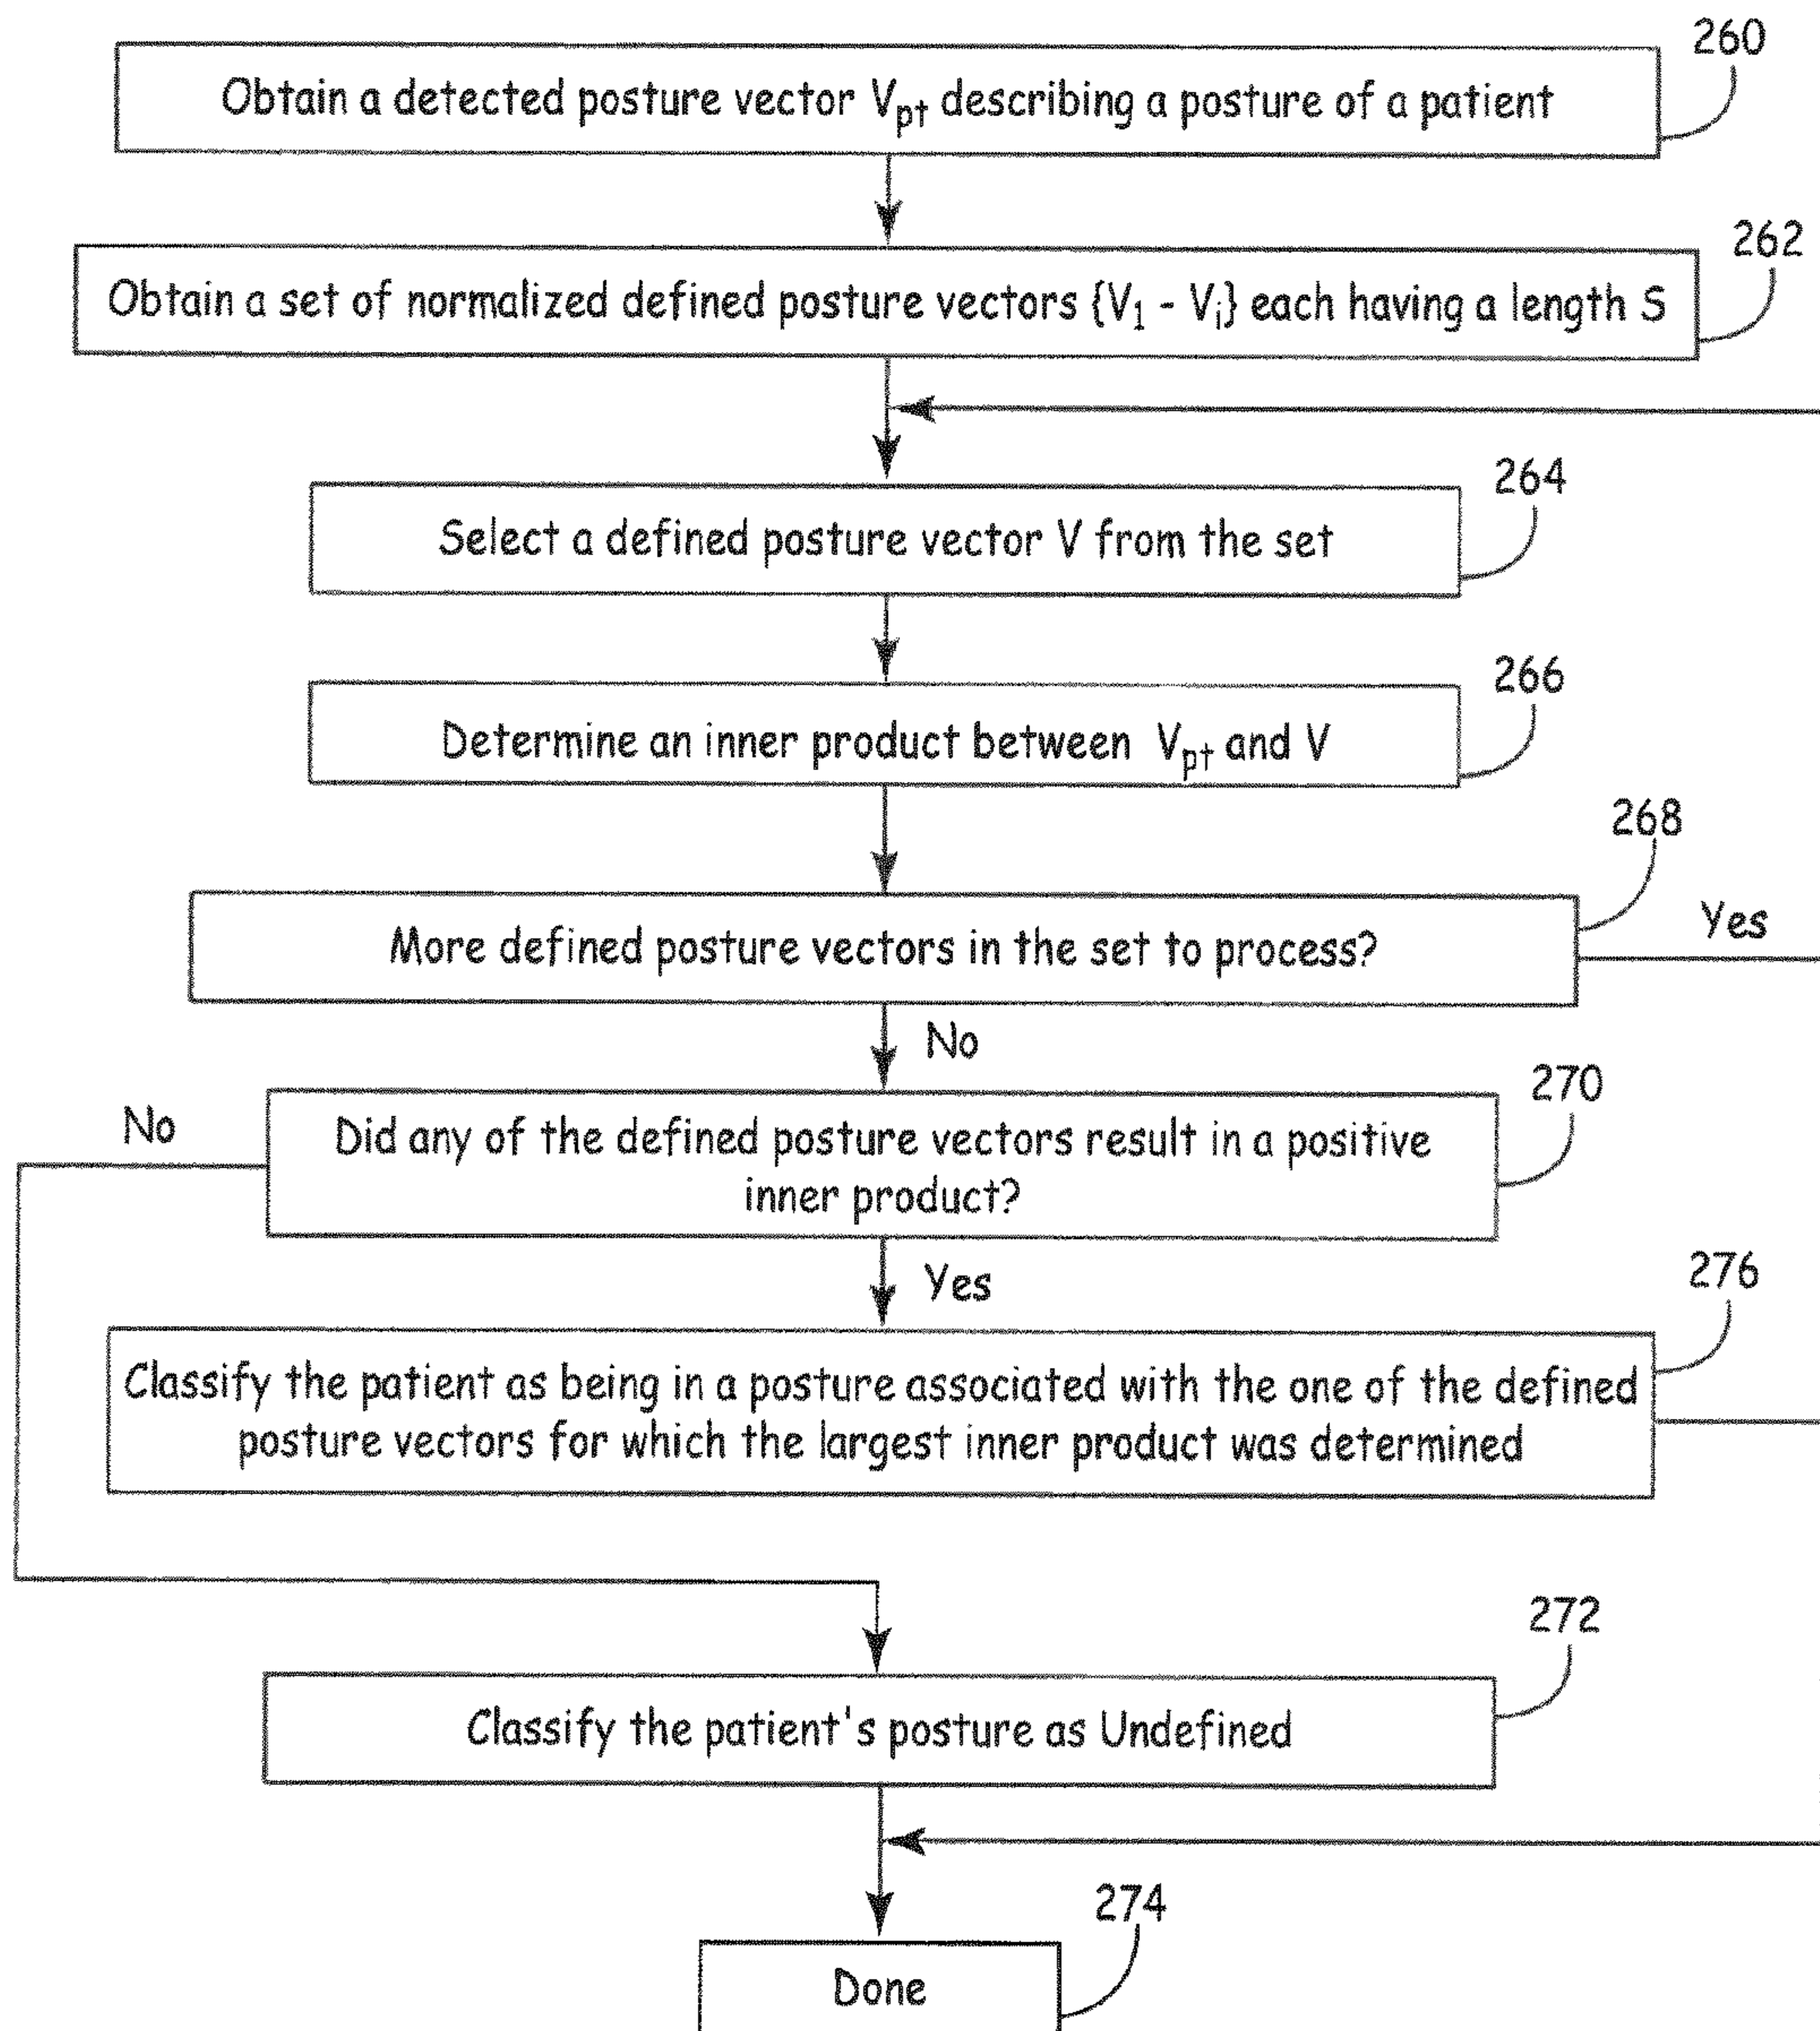 260
Obtain a detected posture vector Vpt describing a posture of a patient
262
Obtain a set of normalized defined posture vectors {V1 - Vi} each having a length S
264
Select a defined posture vector V from the set
266
Determine an inner product between Vpt and V
268
More defined posture vectors in the set to process?
Yes
No
270
No
Did any of the defined posture vectors result in a positive
inner product?
Yes
276
Classify the patient as being in a posture associated with the one of the defined
posture vectors for which the largest inner product was determined
272
Classify the patient's posture as Undefined
274
Done